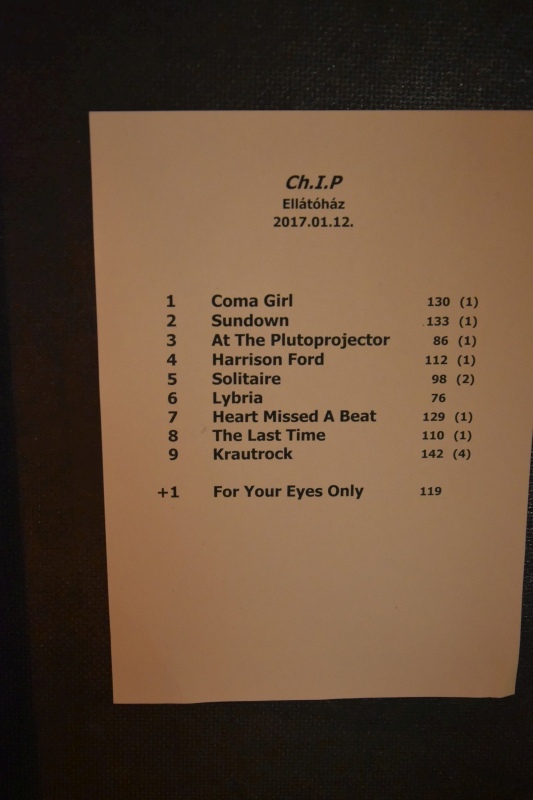 Ch.I.P
Ellátóház
2017.01.12.
1 Coma Girl 130 (1)
2 Sundown 133 (1)
3 At The Plutoprojector 86 (1)
4 Harrison Ford 112 (1)
5 Solitaire 98 (2)
6 Lybria 76
7 Heart Missed A Beat 129 (1)
8 The Last Time 110 (1)
9 Krautrock 142 (4)
+1 For Your Eyes Only 119